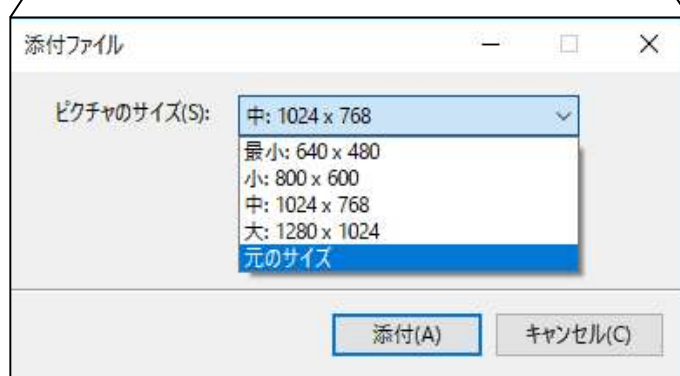 添付ファイル
ピクチャのサイズ(S): 中: 1024 x 768
最小: 640 x 480
小: 800 x 600
中: 1024 x 768
大: 1280 x 1024
元のサイズ
添付(A) キャンセル(C)